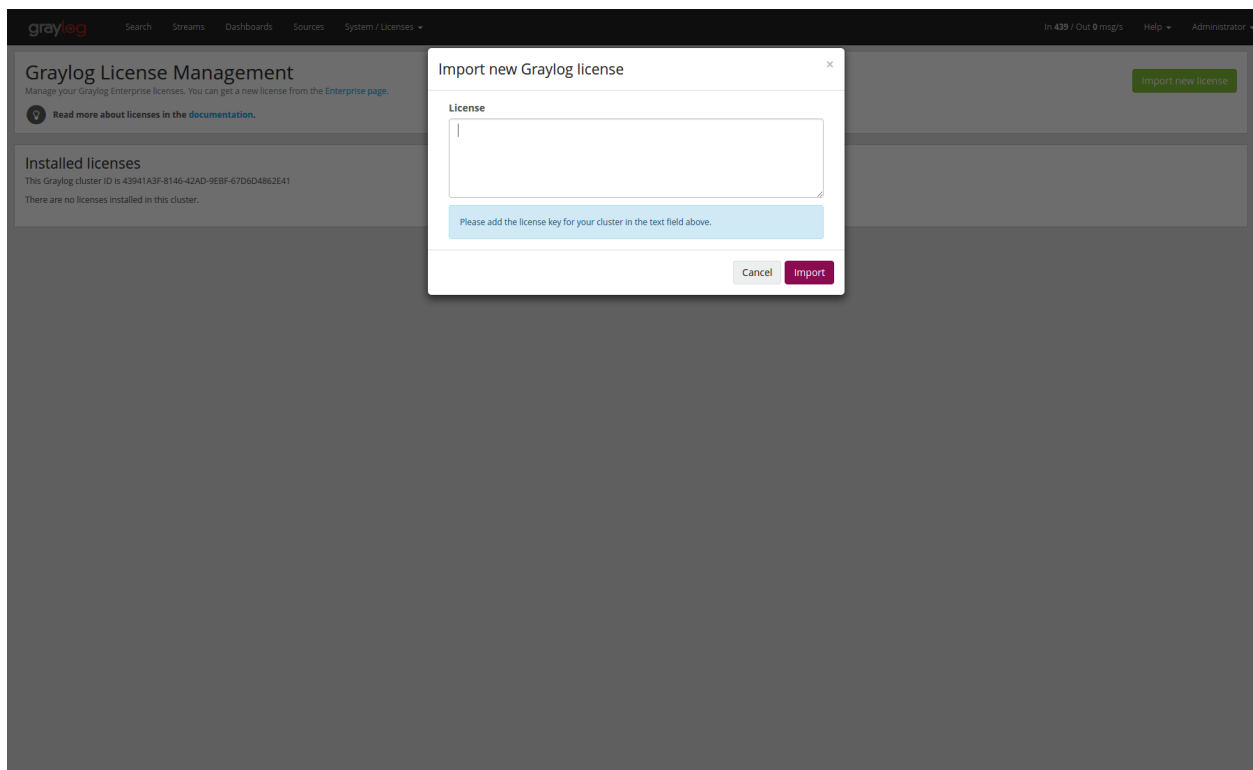 graylog Search Streams Dashboards Sources System / Licenses In 439 / Out 0 msg/s Help Administrator
Import new Graylog license ×
Graylog License Management
Manage your Graylog Enterprise licenses. You can get a new license from the Enterprise page.
Import new license
Read more about licenses in the documentation.
License
Installed licenses
This Graylog cluster ID is 43941A3F-8146-42AD-9EBF-67D6D4862E41
There are no licenses installed in this cluster.
Please add the license key for your cluster in the text field above.
Cancel Import